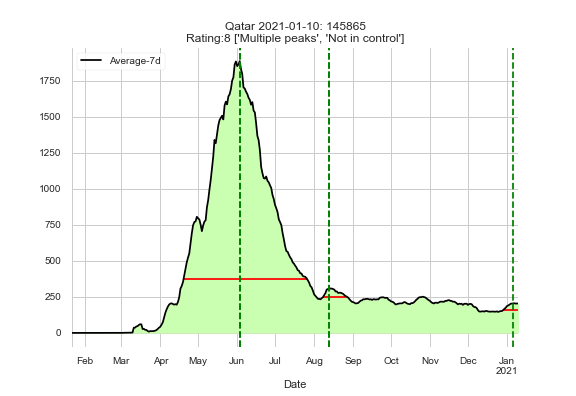 Qatar 2021-01-10: 145865
Rating:8 ['Multiple peaks', 'Not in control']
Average-7d
1750
1500
1250
1000
750
500
250
0
Feb Mar Apr May Jun Jul Aug Sep Oct Nov Dec Jan
2021
Date